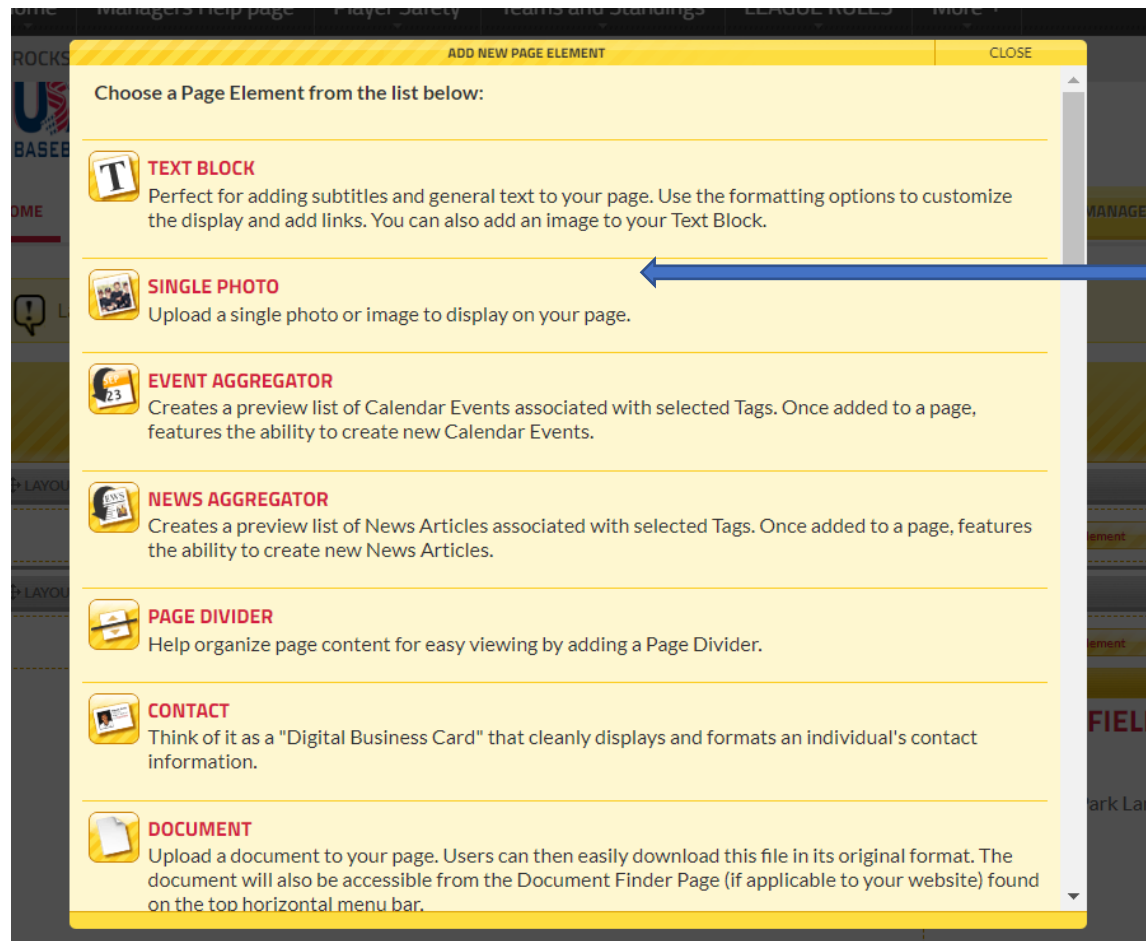 Managers Help page Player Safety Teams and Standings LEAGUE RULES More +
ROCKS
ADD NEW PAGE ELEMENT CLOSE
Choose a Page Element from the list below:
US
BASEB
T
TEXT BLOCK
Perfect for adding subtitles and general text to your page. Use the formatting options to customize
the display and add links. You can also add an image to your Text Block.
OME
MANAGE
SINGLE PHOTO
Upload a single photo or image to display on your page.
La
23
EVENT AGGREGATOR
Creates a preview list of Calendar Events associated with selected Tags. Once added to a page,
features the ability to create new Calendar Events.
LAYOU
NEWS
NEWS AGGREGATOR
Creates a preview list of News Articles associated with selected Tags. Once added to a page, features
the ability to create new News Articles.
lement
LAYOU
PAGE DIVIDER
Help organize page content for easy viewing by adding a Page Divider.
lement
CONTACT
Think of it as a "Digital Business Card" that cleanly displays and formats an individual's contact
information.
FIEL
Park La
DOCUMENT
Upload a document to your page. Users can then easily download this file in its original format. The
document will also be accessible from the Document Finder Page (if applicable to your website) found
on the top horizontal menu bar.